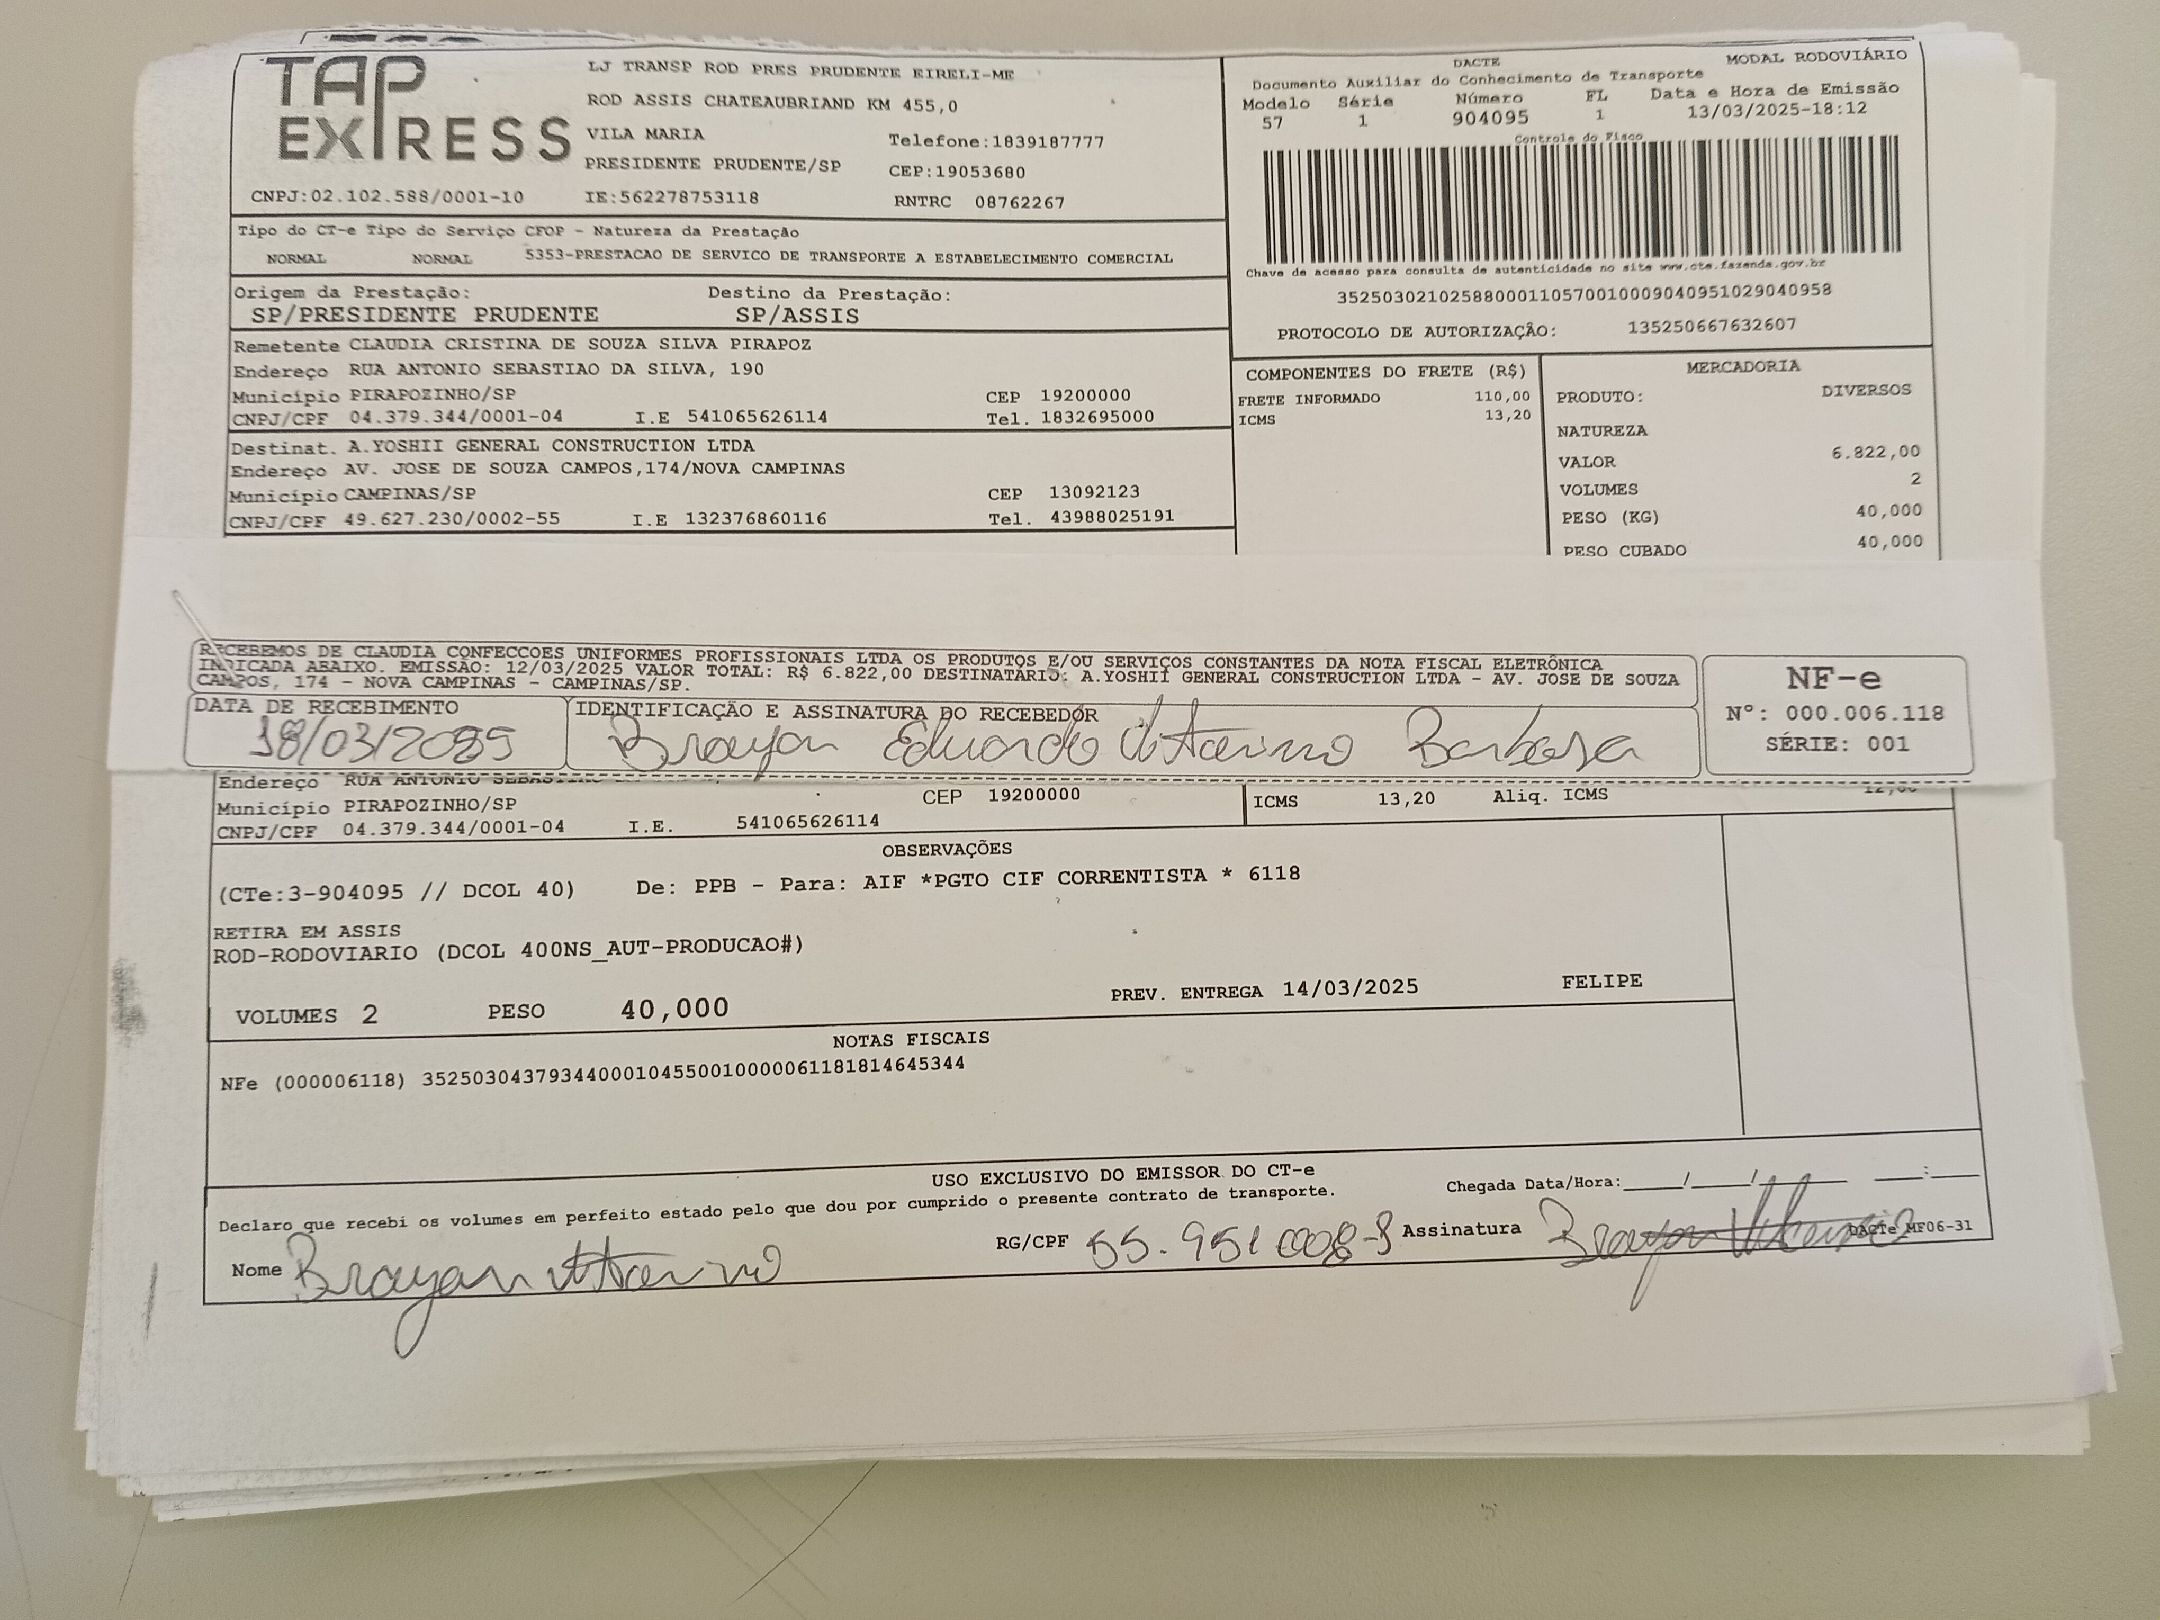 TAP EXPRESS
LJ TRANSP ROD PRES PRUDENTE EIRELI-ME
ROD ASSIS CHATEAUBRIAND KM 455,0
VILA MARIA Telefone:1839187777
PRESIDENTE PRUDENTE/SP CEP:19053680
CNPJ:02.102.588/0001-10 IE:562278753118 RNTRC 08762267
DACTE MODAL RODOVIÁRIO
Documento Auxiliar do Conhecimento de Transporte
Modelo Série Número FL Data e Hora de Emissão
57 1 904095 1 13/03/2025-18:12
Controle do Fisco
Chave de acesso para consulta de autenticidade no site www.cte.fazenda.gov.br
35250302102588000110570010009040951029040958
PROTOCOLO DE AUTORIZAÇÃO: 135250667632607
Tipo do CT-e Tipo do Serviço CFOP - Natureza da Prestação
NORMAL NORMAL 5353-PRESTACAO DE SERVICO DE TRANSPORTE A ESTABELECIMENTO COMERCIAL
Origem da Prestação: Destino da Prestação:
SP/PRESIDENTE PRUDENTE SP/ASSIS
Remetente CLAUDIA CRISTINA DE SOUZA SILVA PIRAPOZ
Endereço RUA ANTONIO SEBASTIAO DA SILVA, 190
Município PIRAPOZINHO/SP CEP 19200000
CNPJ/CPF 04.379.344/0001-04 I.E 541065626114 Tel. 1832695000
Destinat. A.YOSHII GENERAL CONSTRUCTION LTDA
Endereço AV. JOSE DE SOUZA CAMPOS,174/NOVA CAMPINAS
Município CAMPINAS/SP CEP 13092123
CNPJ/CPF 49.627.230/0002-55 I.E 132376860116 Tel. 43988025191
COMPONENTES DO FRETE (R$)
FRETE INFORMADO 110,00
ICMS 13,20
MERCADORIA
PRODUTO: DIVERSOS
NATUREZA
VALOR 6.822,00
VOLUMES 2
PESO (KG) 40,000
PESO CUBADO 40,000
RECEBEMOS DE CLAUDIA CONFECCOES UNIFORMES PROFISSIONAIS LTDA OS PRODUTOS E/OU SERVIÇOS CONSTANTES DA NOTA FISCAL ELETRÔNICA
INDICADA ABAIXO. EMISSÃO: 12/03/2025 VALOR TOTAL: R$ 6.822,00 DESTINATÁRIO: A.YOSHII GENERAL CONSTRUCTION LTDA - AV. JOSE DE SOUZA
CAMPOS, 174 - NOVA CAMPINAS - CAMPINAS/SP.
DATA DE RECEBIMENTO IDENTIFICAÇÃO E ASSINATURA DO RECEBEDOR
18/03/2025 Brayan Eduardo Vitorino Barbosa
NF-e
Nº: 000.006.118
SÉRIE: 001
Endereço RUA ANTONIO
Município PIRAPOZINHO/SP CEP 19200000 ICMS 13,20 Aliq. ICMS 12,00
CNPJ/CPF 04.379.344/0001-04 I.E. 541065626114
OBSERVAÇÕES
(CTe:3-904095 // DCOL 40) De: PPB - Para: AIF *PGTO CIF CORRENTISTA * 6118
RETIRA EM ASSIS
ROD-RODOVIARIO (DCOL 400NS_AUT-PRODUCAO#)
VOLUMES 2 PESO 40,000 PREV. ENTREGA 14/03/2025 FELIPE
NOTAS FISCAIS
NFe (000006118) 35250304379344000104550010000061181814645344
USO EXCLUSIVO DO EMISSOR DO CT-e
Declaro que recebi os volumes em perfeito estado pelo que dou por cumprido o presente contrato de transporte. Chegada Data/Hora:____/____/______ ___:___
Nome Brayan Vitorino RG/CPF 55.951 008-8 Assinatura Brayan Vitorino DACTe MF06-31